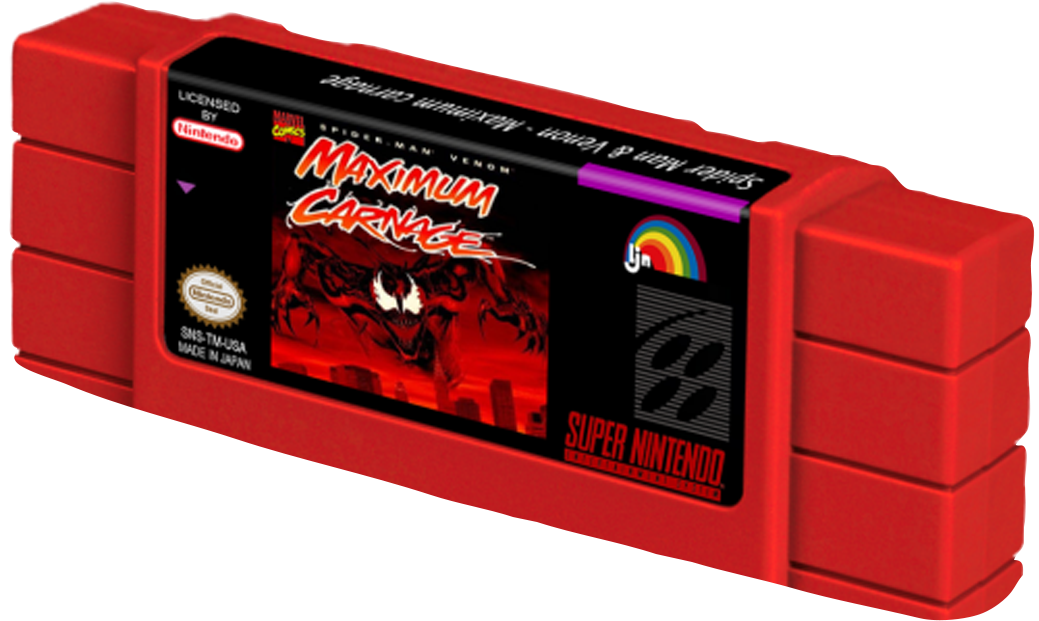 Spider Man & Venon - Maximum carnage
LICENSED
BY
Nintendo
MARVEL
COMICS
SPIDER-MAN VENOM
MAXIMUM
CARNAGE
ljn
Official
Nintendo
Seal
SNS-TM-USA
MADE IN JAPAN
SUPER NINTENDO
ENTERTAINMENT SYSTEM